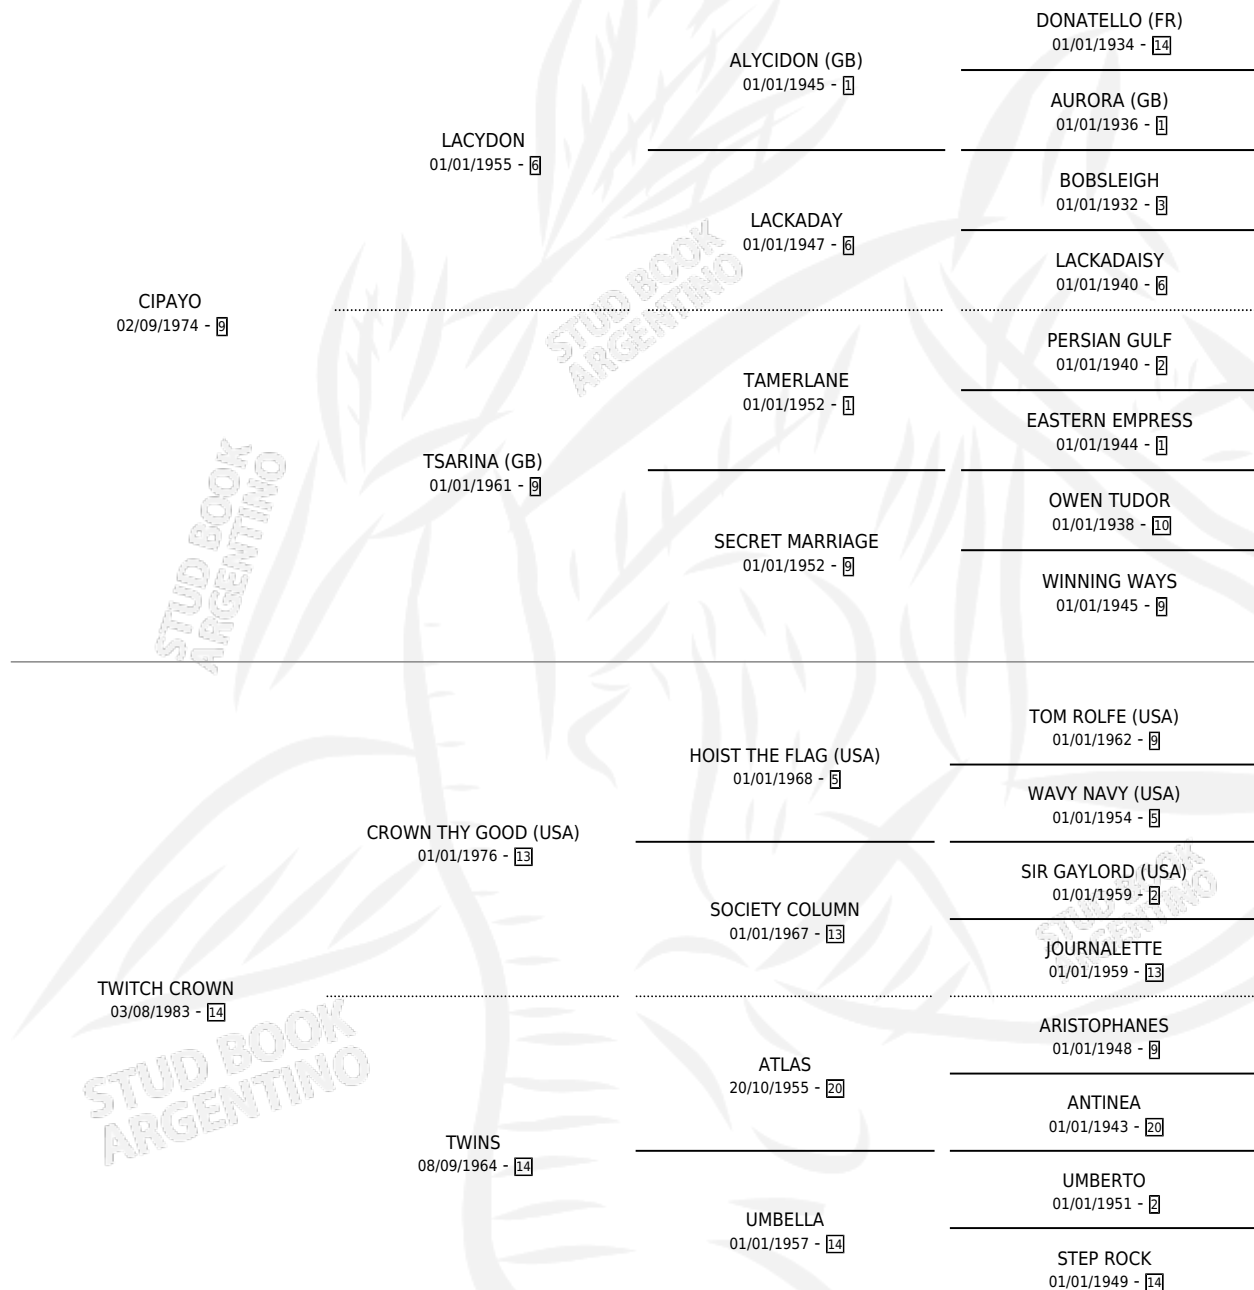 DONATELLO (FR)
01/01/1934 - 14
ALYCIDON (GB)
01/01/1945 - 1
AURORA (GB)
01/01/1936 - 1
LACYDON
01/01/1955 - 6
BOBSLEIGH
01/01/1932 - 3
LACKADAY
01/01/1947 - 6
LACKADAISY
01/01/1940 - 6
CIPAYO
02/09/1974 - 9
PERSIAN GULF
01/01/1940 - 2
TAMERLANE
01/01/1952 - 1
EASTERN EMPRESS
01/01/1944 - 1
TSARINA (GB)
01/01/1961 - 9
OWEN TUDOR
01/01/1938 - 10
SECRET MARRIAGE
01/01/1952 - 9
WINNING WAYS
01/01/1945 - 9
TOM ROLFE (USA)
01/01/1962 - 9
HOIST THE FLAG (USA)
01/01/1968 - 5
WAVY NAVY (USA)
01/01/1954 - 5
CROWN THY GOOD (USA)
01/01/1976 - 13
SIR GAYLORD (USA)
01/01/1959 - 2
SOCIETY COLUMN
01/01/1967 - 13
JOURNALETTE
01/01/1959 - 13
TWITCH CROWN
03/08/1983 - 14
ARISTOPHANES
01/01/1948 - 9
ATLAS
20/10/1955 - 20
ANTINEA
01/01/1943 - 20
TWINS
08/09/1964 - 14
UMBERTO
01/01/1951 - 2
UMBELLA
01/01/1957 - 14
STEP ROCK
01/01/1949 - 14
STUD BOOK
ARGENTINO
STUD BOOK
ARGENTINO
STUD BOOK
ARGENTINO
STUD BOOK
ARGENTINO